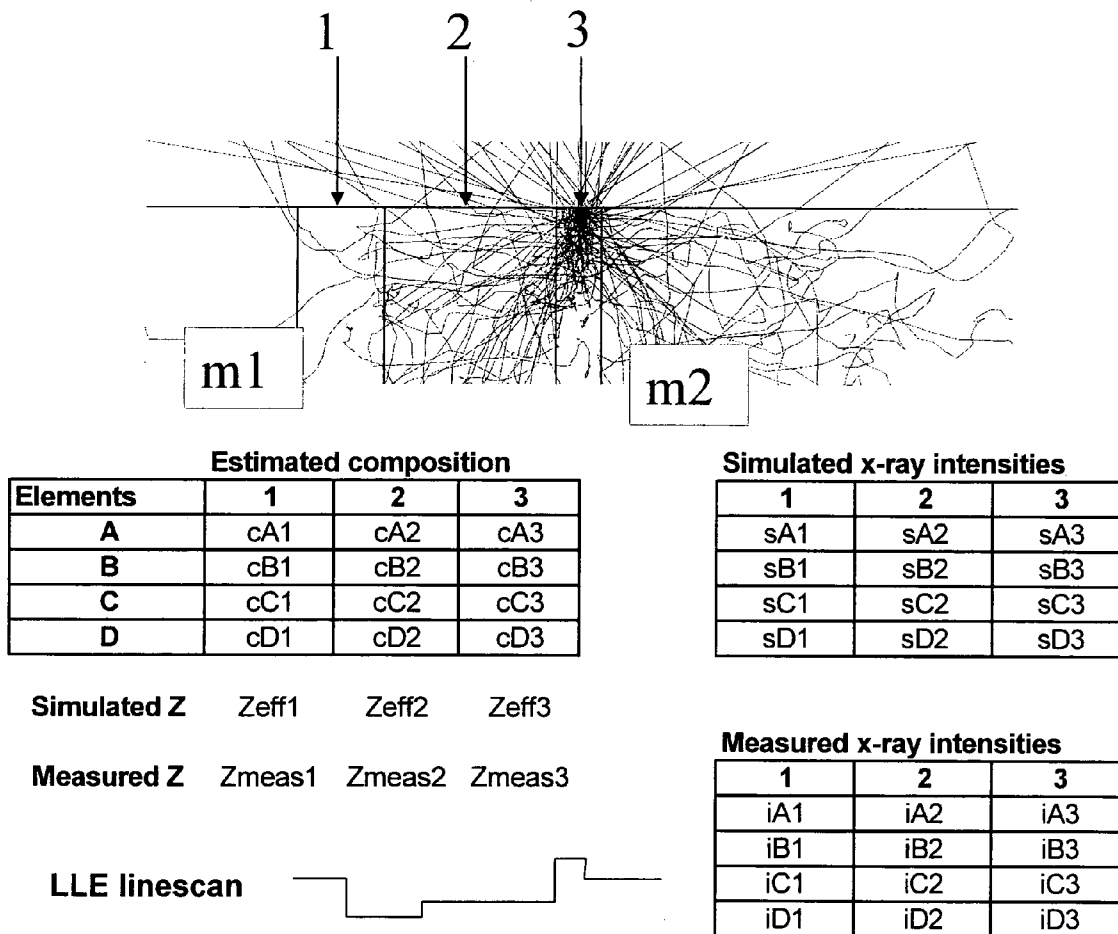 1 2 3
m1 m2
Estimated composition
Elements 1 2 3
A cA1 cA2 cA3
B cB1 cB2 cB3
C cC1 cC2 cC3
D cD1 cD2 cD3
Simulated Z Zeff1 Zeff2 Zeff3
Measured Z Zmeas1 Zmeas2 Zmeas3
LLE linescan
Simulated x-ray intensities
1 2 3
sA1 sA2 sA3
sB1 sB2 sB3
sC1 sC2 sC3
sD1 sD2 sD3
Measured x-ray intensities
1 2 3
iA1 iA2 iA3
iB1 iB2 iB3
iC1 iC2 iC3
iD1 iD2 iD3